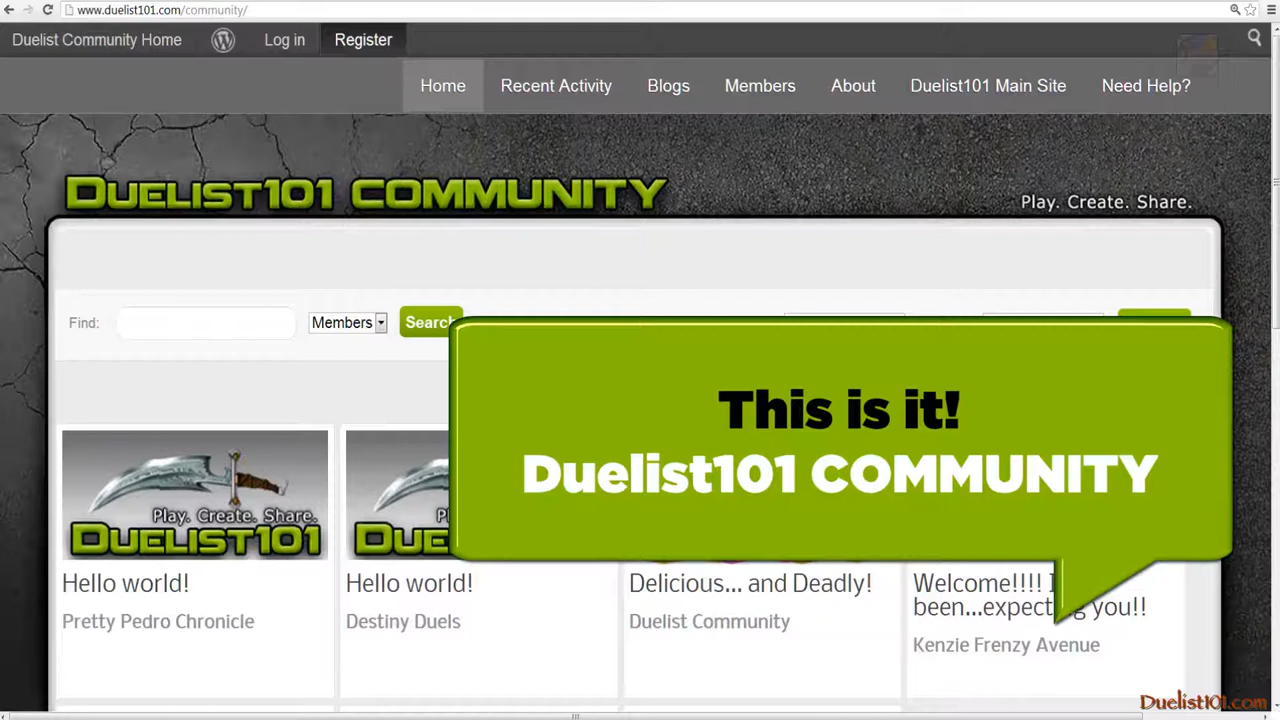 www.duelist101.com/community/
Duelist Community Home Log in Register
Home Recent Activity Blogs Members About Duelist101 Main Site Need Help?
DUELIST101 COMMUNITY
Play. Create. Share.
Find: Members Search
This is it!
Duelist101 COMMUNITY
Play. Create. Share.
DUELIST101
DUE
Hello world!
Pretty Pedro Chronicle
Hello world!
Destiny Duels
Delicious... and Deadly!
Duelist Community
Welcome!!!!
been...expecting you!!
Kenzie Frenzy Avenue
Duelist101.com